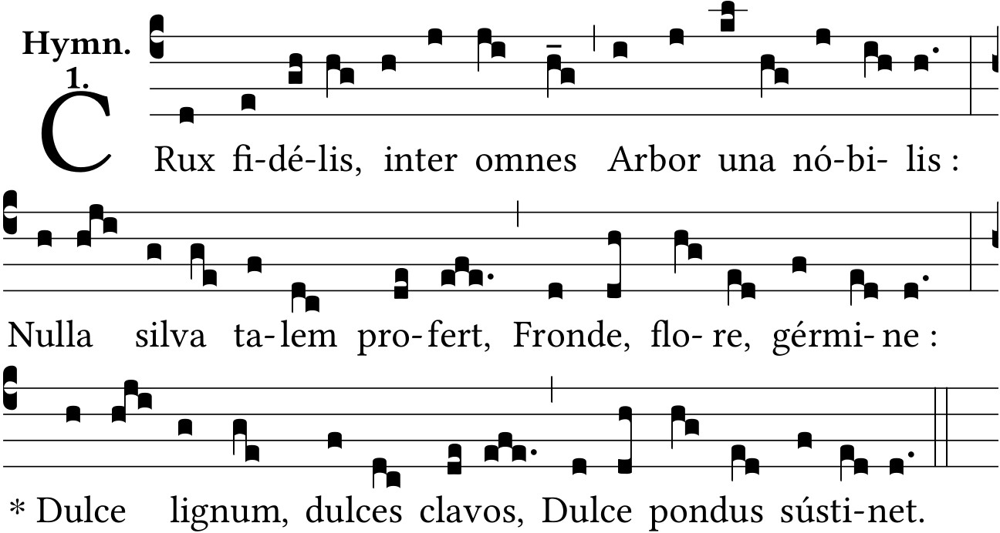 Hymn.
1.
CRux fi-dé-lis, inter omnes Arbor una nó-bi- lis :
Nulla silva ta-lem pro-fert, Fronde, flo- re, gérmi- ne :
* Dulce lignum, dulces clavos, Dulce pondus sústi-net.